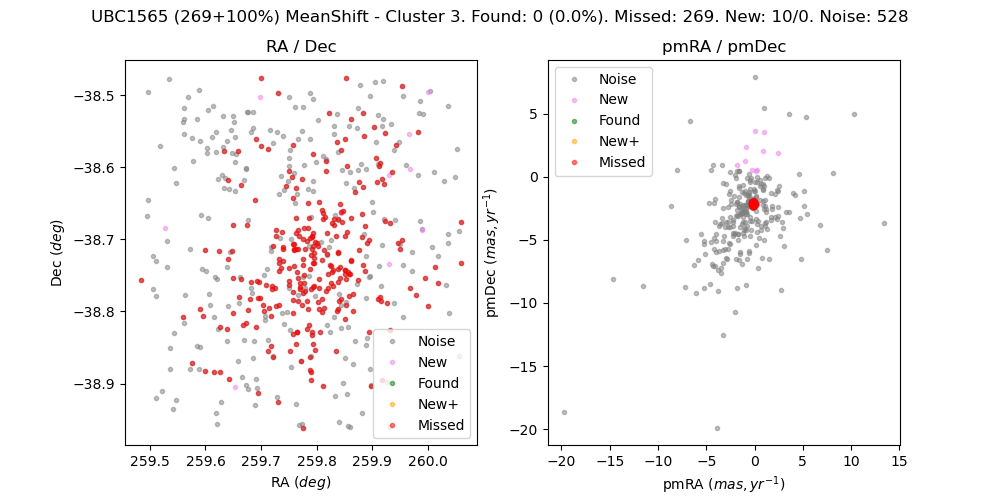 UBC1565 (269+100%) MeanShift - Cluster 3. Found: 0 (0.0%). Missed: 269. New: 10/0. Noise: 528
RA / Dec
−38.5
−38.6
−38.7
−38.8
−38.9
Dec (deg)
259.5 259.6 259.7 259.8 259.9 260.0
RA (deg)
Noise
New
Found
New+
Missed
pmRA / pmDec
Noise
New
Found
New+
Missed
5
0
−5
−10
−15
−20
pmDec (mas, yr⁻¹)
−20 −15 −10 −5 0 5 10 15
pmRA (mas, yr⁻¹)